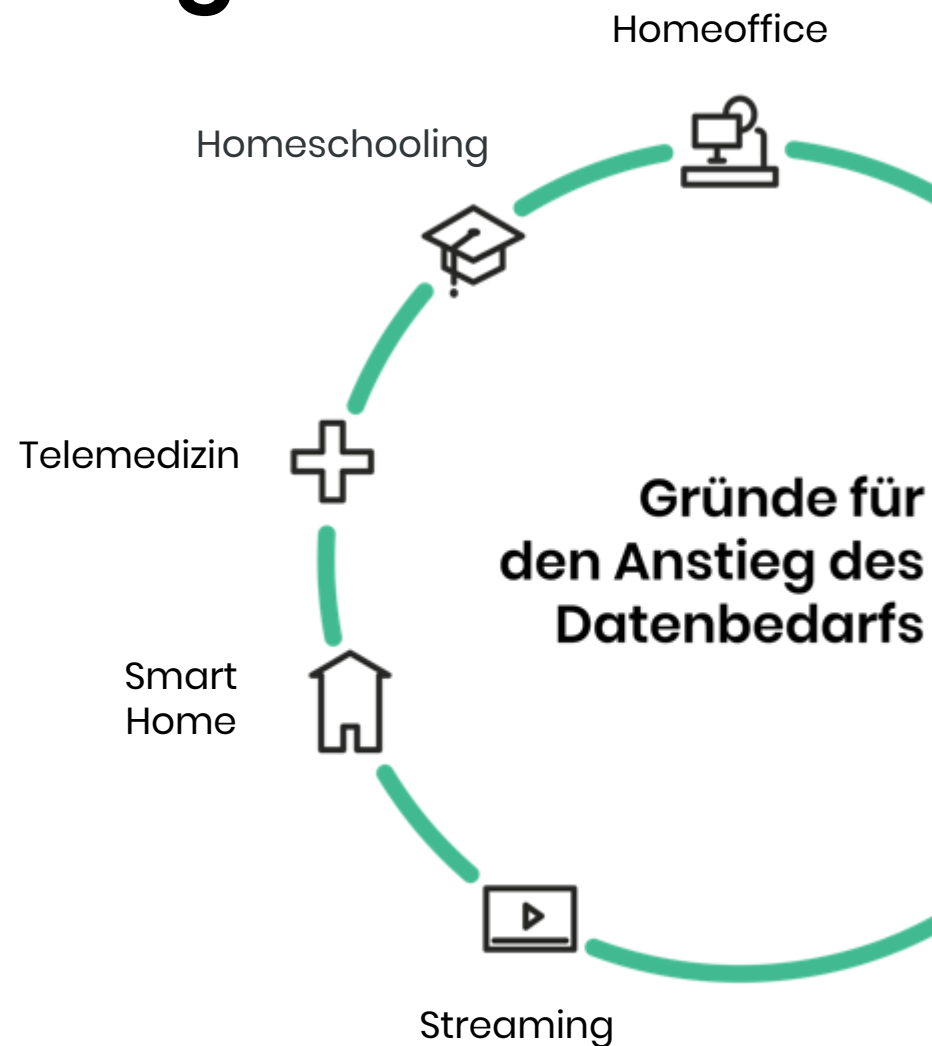 Homeoffice
Homeschooling
Telemedizin
Gründe für
den Anstieg des
Datenbedarfs
Smart
Home
Streaming